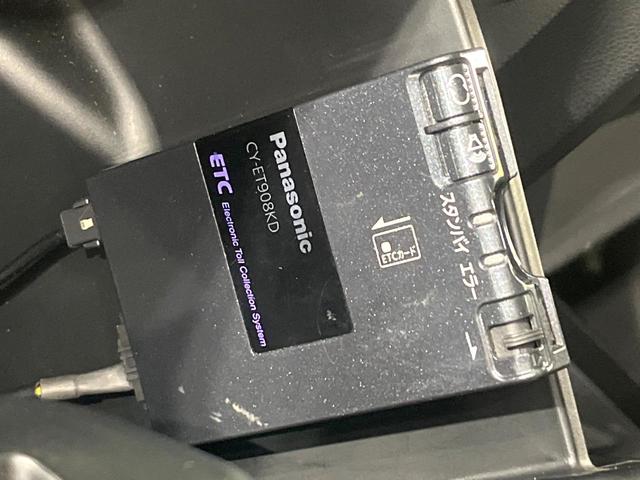 Panasonic
CY-ET908KD
ETC Electronic Toll Collection System
ETCカード
スタンバイ エラー